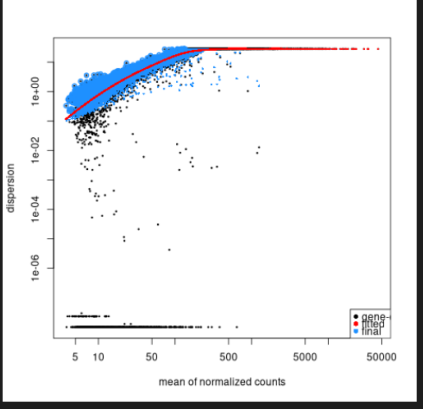 1e+00
1e-02
1e-04
1e-06
dispersion
5 10 50 500 5000 50000
mean of normalized counts
gene-
fitted
final